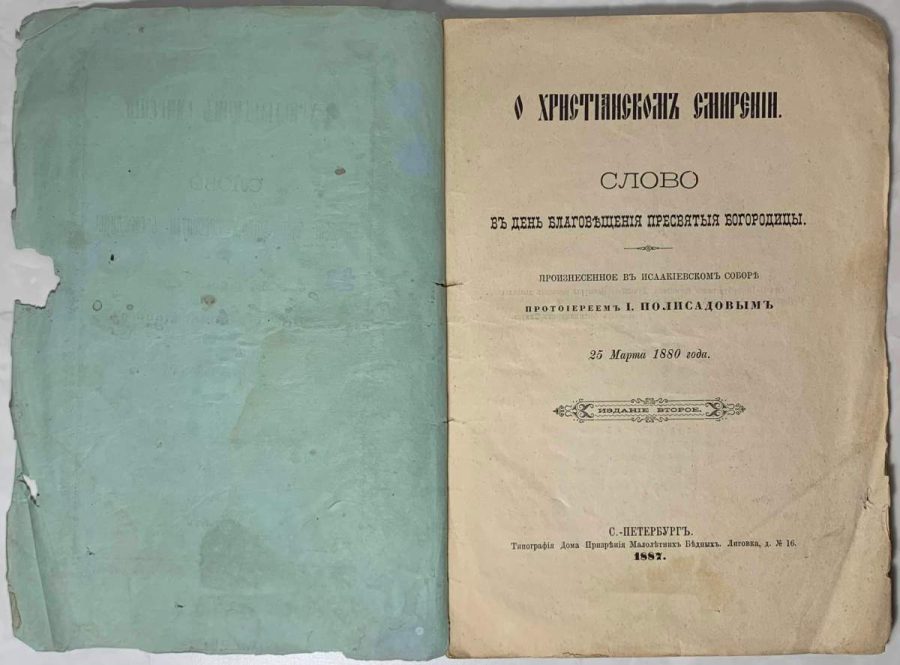 О ХРИСТІАНСКОМЪ СМИРЕНІИ.
СЛОВО
ВЪ ДЕНЬ БЛАГОВѢЩЕНІЯ ПРЕСВЯТЫЯ БОГОРОДИЦЫ.
ПРОИЗНЕСЕННОЕ ВЪ ИСААКІЕВСКОМЪ СОБОРѢ
ПРОТОІЕРЕЕМЪ І. ПОЛИСАДОВЫМЪ
25 Марта 1880 года.
ИЗДАНІЕ ВТОРОЕ.
С.-ПЕТЕРБУРГЪ.
Типографія Дома Призрѣнія Малолѣтнихъ Бѣдныхъ. Лиговка, д. № 16.
1887.